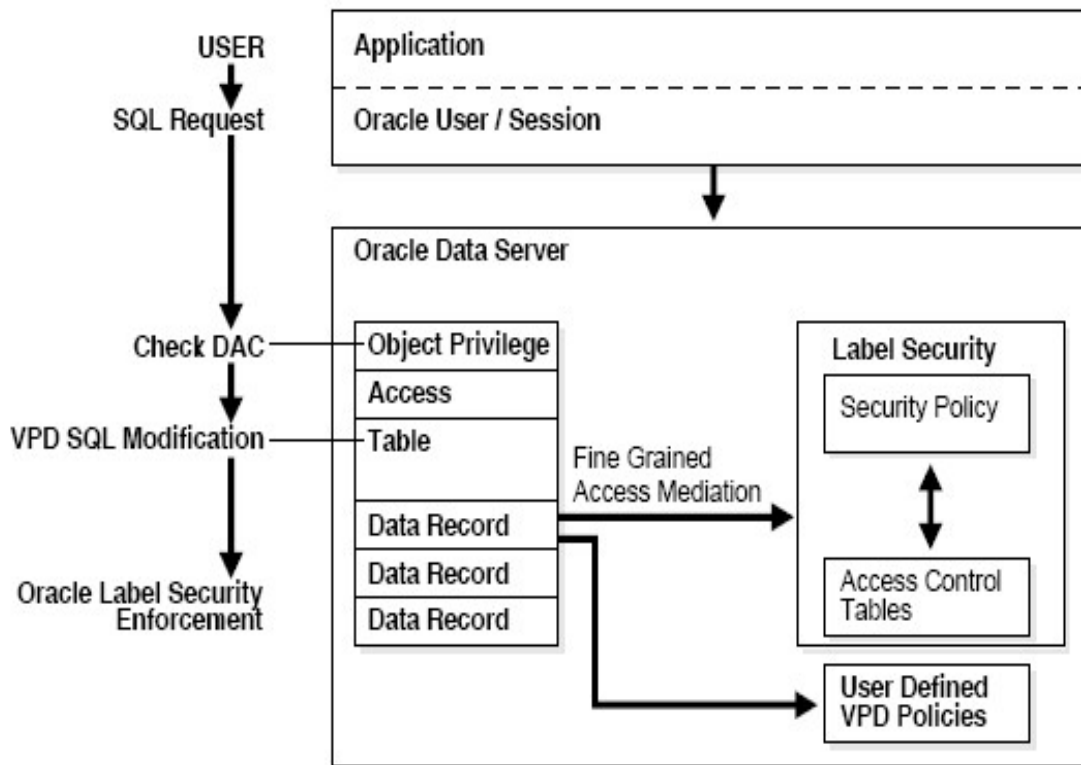 USER
SQL Request
Check DAC
VPD SQL Modification
Oracle Label Security
Enforcement
Application
Oracle User / Session
Oracle Data Server
Object Privilege
Access
Table
Data Record
Data Record
Data Record
Fine Grained
Access Mediation
Label Security
Security Policy
Access Control
Tables
User Defined
VPD Policies